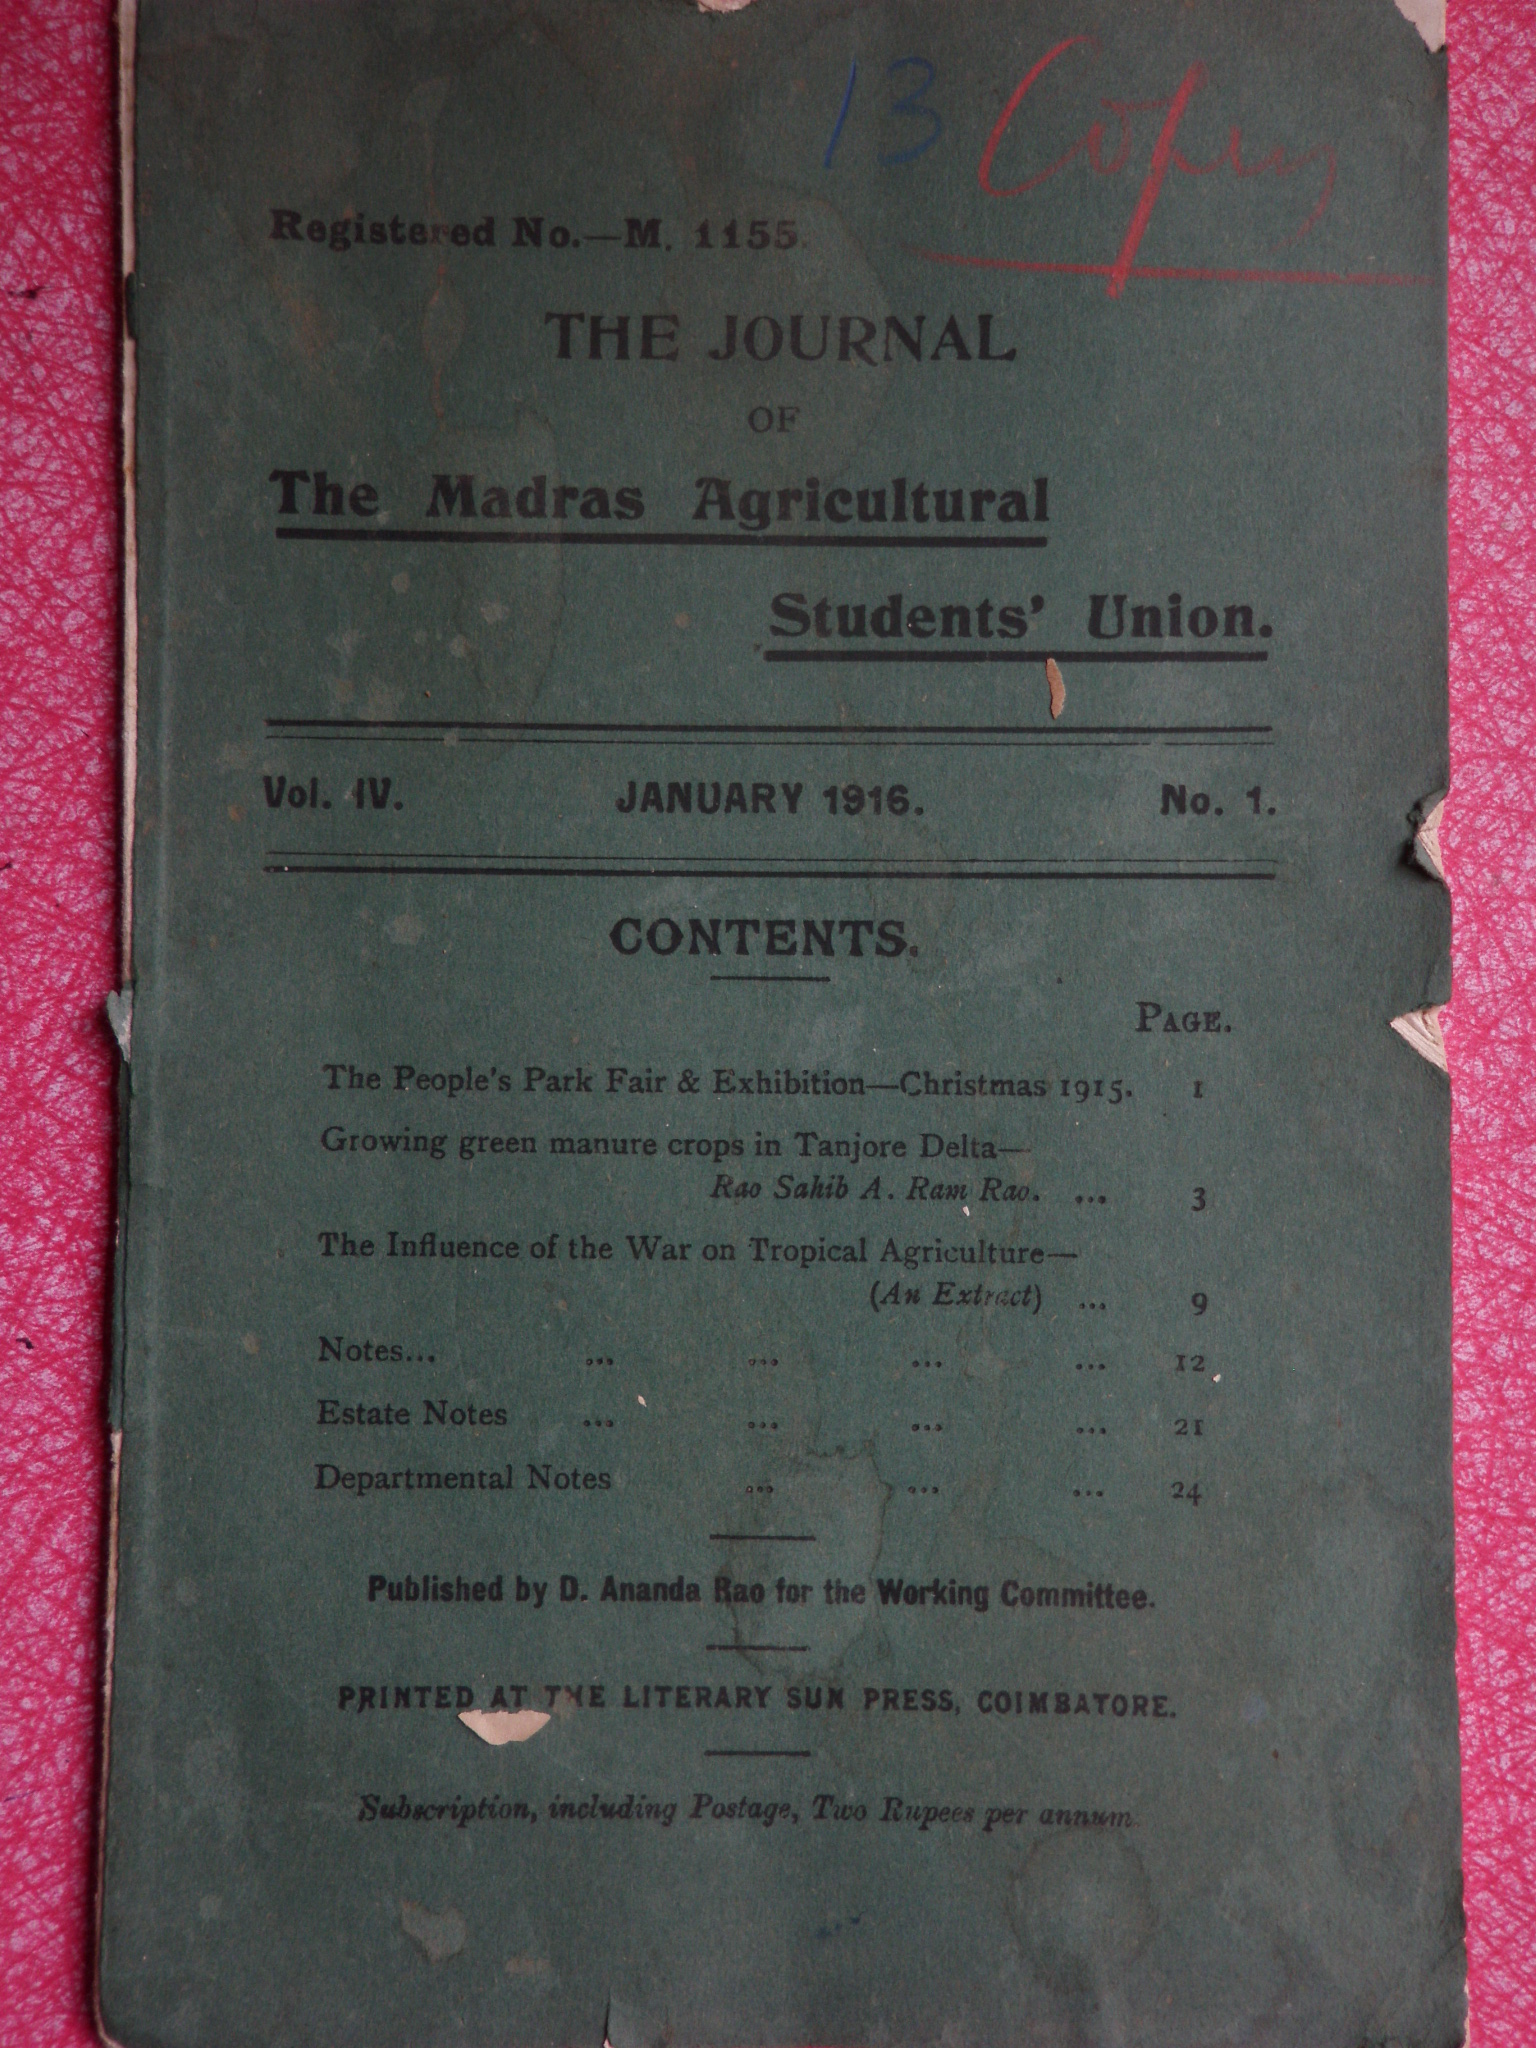 13 Copy
Registered No.—M. 1155.
THE JOURNAL
OF
The Madras Agricultural
Students' Union.
Vol. IV. JANUARY 1916. No. 1.
CONTENTS.
PAGE.
The People's Park Fair & Exhibition—Christmas 1915. 1
Growing green manure crops in Tanjore Delta—
Rao Sahib A. Ram Rao. ... 3
The Influence of the War on Tropical Agriculture—
(An Extract) ... 9
Notes... ... ... ... ... 12
Estate Notes ... ... ... ... 21
Departmental Notes ... ... ... 24
Published by D. Ananda Rao for the Working Committee.
PRINTED AT THE LITERARY SUN PRESS, COIMBATORE.
Subscription, including Postage, Two Rupees per annum